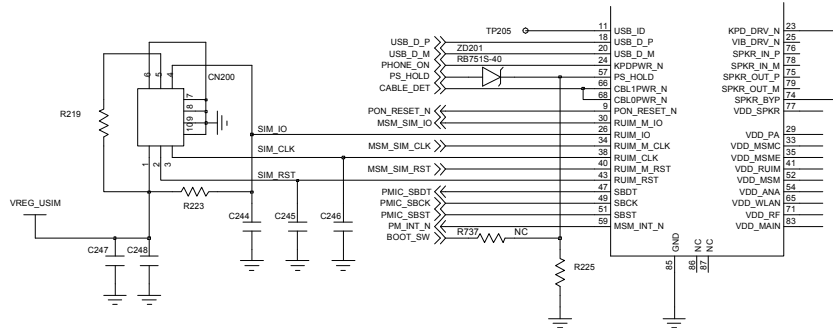 TP205 11 USB_ID KPD_DRV_N 23
USB_D_P 18 USB_D_P VIB_DRV_N 25
USB_D_M ZD201 20 USB_D_M SPKR_IN_P 76
PHONE_ON RB751S-40 24 KPDPWR_N SPKR_IN_M 78
PS_HOLD 57 PS_HOLD SPKR_OUT_P 75
CABLE_DET 66 CBL1PWR_N SPKR_OUT_M 79
68 CBL0PWR_N SPKR_BYP 74
PON_RESET_N 9 PON_RESET_N VDD_SPKR 77
MSM_SIM_IO 30 RUIM_M_IO
SIM_IO 26 RUIM_IO VDD_PA 29
MSM_SIM_CLK 34 RUIM_M_CLK VDD_MSMC 33
SIM_CLK 38 RUIM_CLK VDD_MSME 35
MSM_SIM_RST 40 RUIM_M_RST VDD_RUIM 41
SIM_RST 43 RUIM_RST VDD_MSM 52
PMIC_SBDT 47 SBDT VDD_ANA 54
PMIC_SBCK 49 SBCK VDD_WLAN 65
PMIC_SBST 51 SBST VDD_RF 71
PM_INT_N 59 MSM_INT_N VDD_MAIN 83
BOOT_SW R737 NC
GND NC NC
85 86 87
R225
6 5 4 CN200
7
8
9
10
R219
1 2 3
R223
VREG_USIM
C244 C245 C246
C247 C248